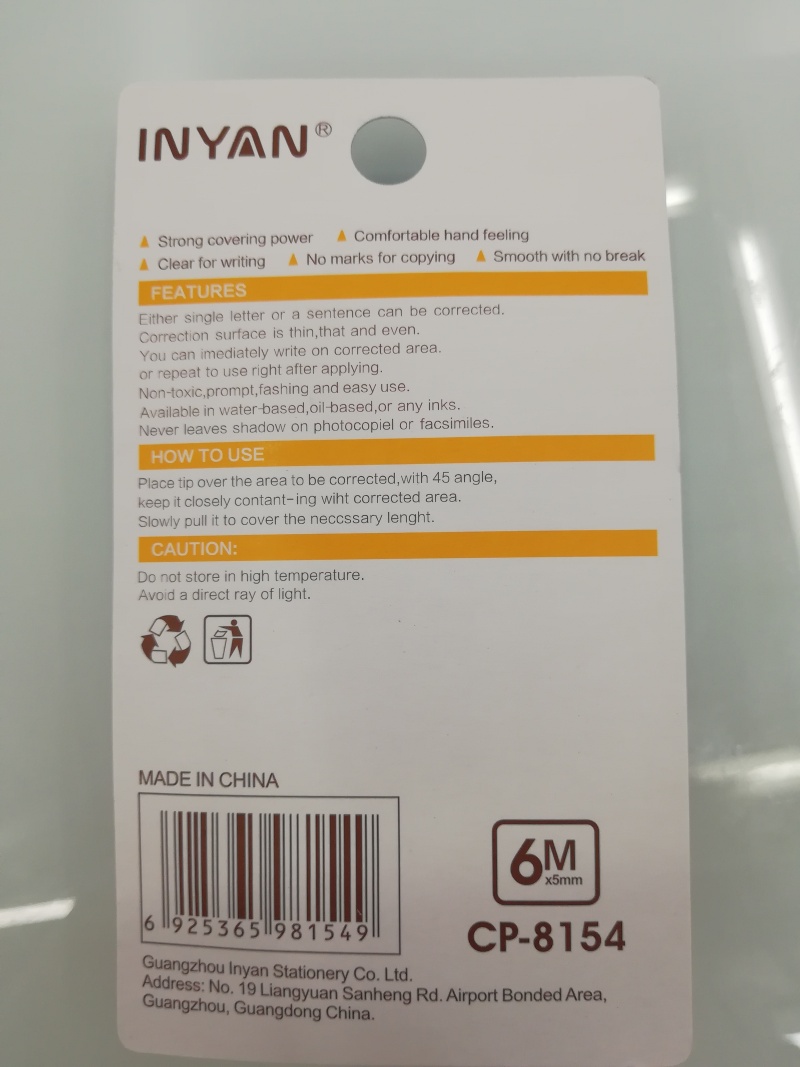 INYAN®
Strong covering power Comfortable hand feeling
Clear for writing No marks for copying Smooth with no break
FEATURES
Either single letter or a sentence can be corrected.
Correction surface is thin,that and even.
You can imediately write on corrected area.
or repeat to use right after applying.
Non-toxic,prompt,fashing and easy use.
Available in water-based,oil-based,or any inks.
Never leaves shadow on photocopiel or facsimiles.
HOW TO USE
Place tip over the area to be corrected,with 45 angle,
keep it closely contant-ing wiht corrected area.
Slowly pull it to cover the neccssary lenght.
CAUTION:
Do not store in high temperature.
Avoid a direct ray of light.
MADE IN CHINA
6 925365 981549
6M
x5mm
CP-8154
Guangzhou Inyan Stationery Co. Ltd.
Address: No. 19 Liangyuan Sanheng Rd. Airport Bonded Area,
Guangzhou, Guangdong China.